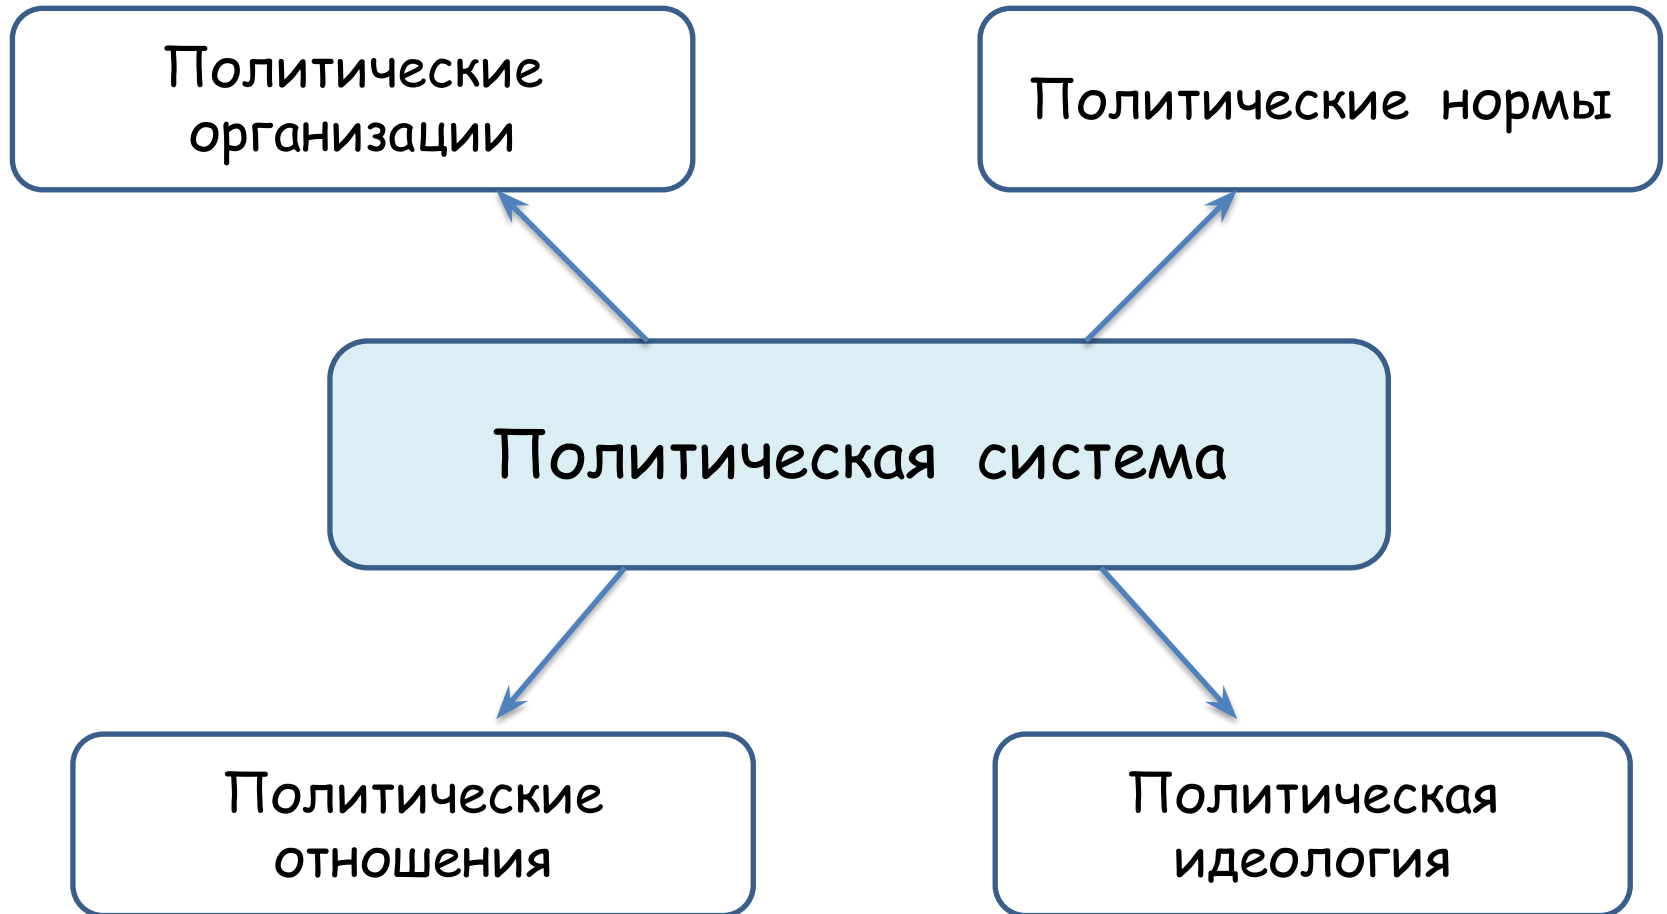 Политические
организации
Политические нормы
Политическая система
Политические
отношения
Политическая
идеология